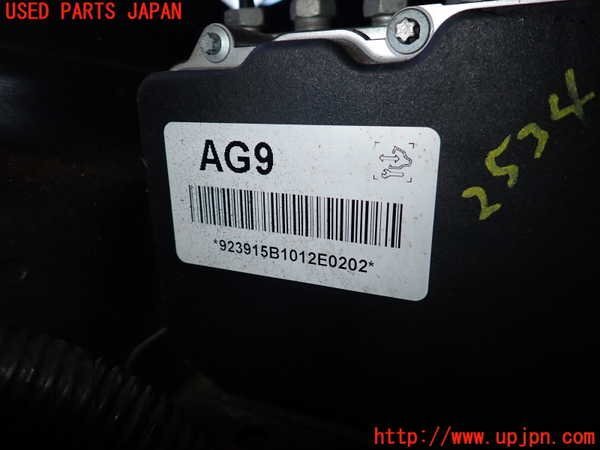 USED PARTS JAPAN
AG9
*923915B1012E0202*
2534
http://www.upjpn.com/